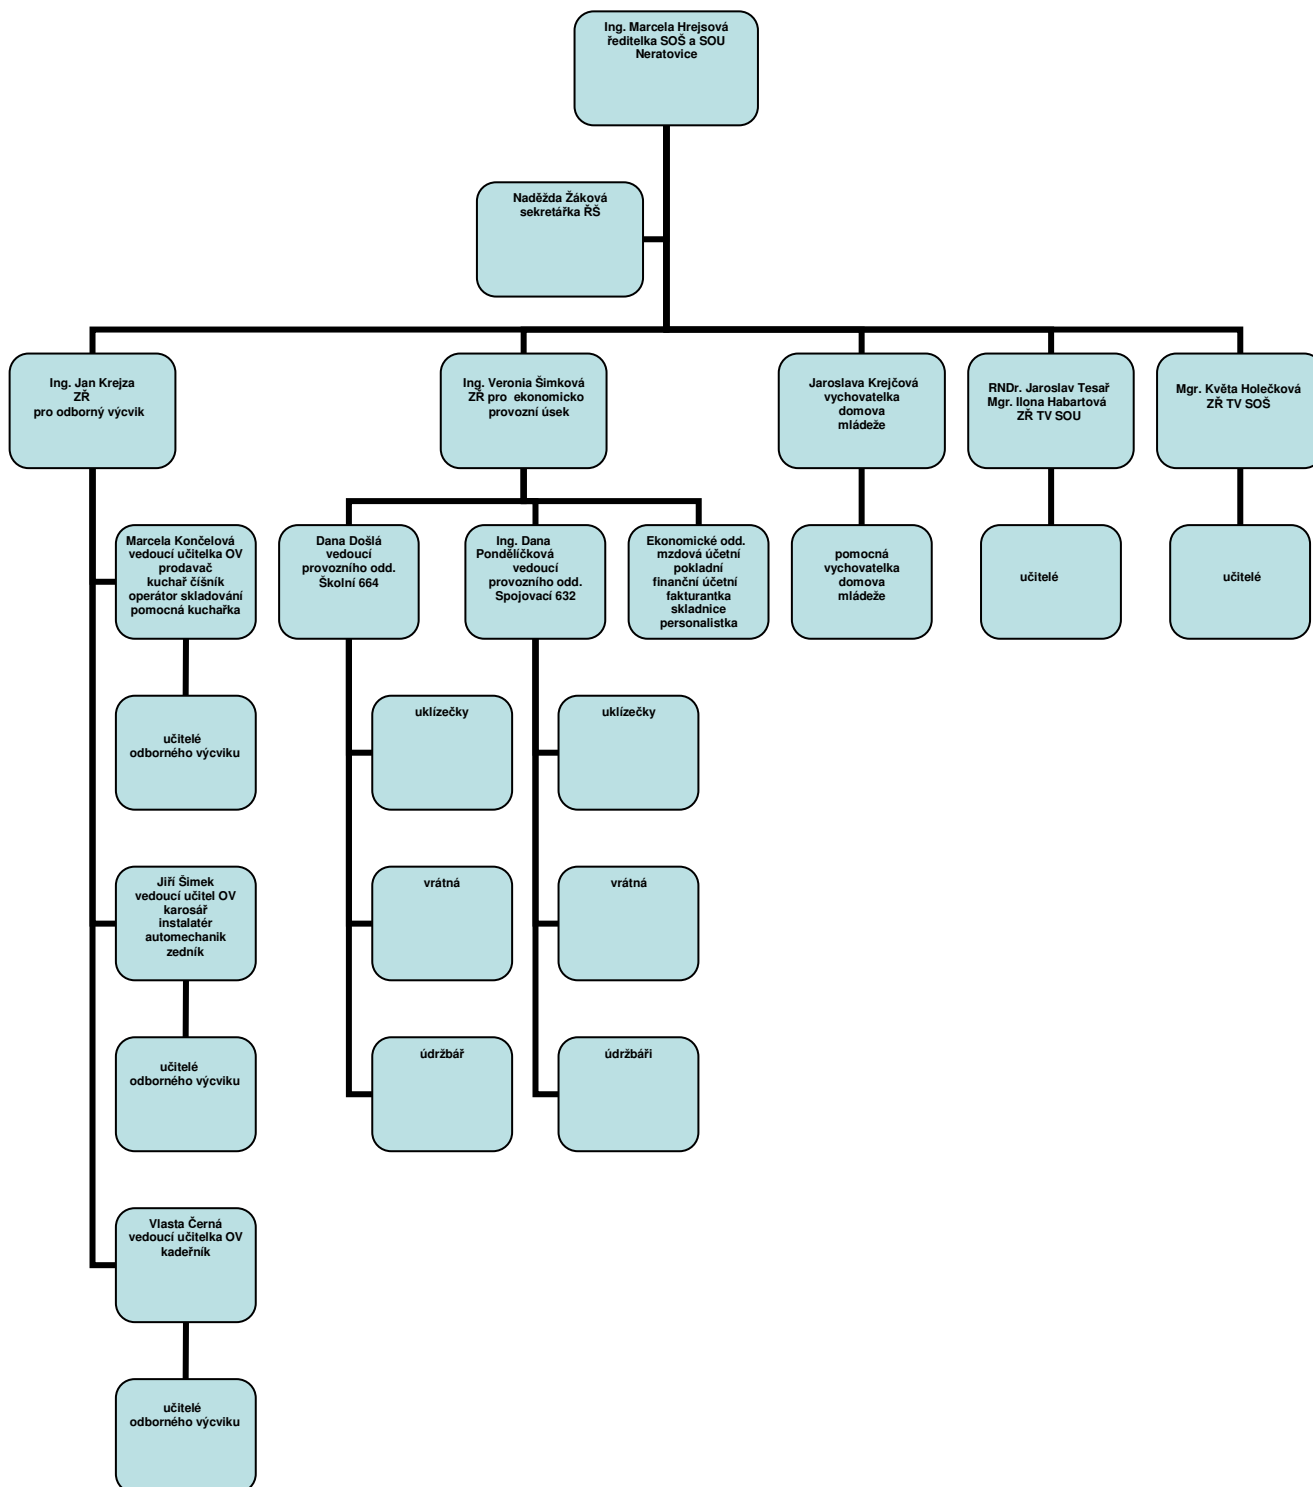 Ing. Marcela Hrejsová
ředitelka SOŠ a SOU
Neratovice
Naděžda Žáková
sekretářka ŘŠ
Ing. Jan Krejza
ZŘ
pro odborný výcvik
Ing. Veronia Šimková
ZŘ pro ekonomicko
provozní úsek
Jaroslava Krejčová
vychovatelka
domova
mládeže
RNDr. Jaroslav Tesař
Mgr. Ilona Habartová
ZŘ TV SOU
Mgr. Květa Holečková
ZŘ TV SOŠ
Marcela Končelová
vedoucí učitelka OV
prodavač
kuchař číšník
operátor skladování
pomocná kuchařka
Dana Došlá
vedoucí
provozního odd.
Školní 664
Ing. Dana
Pondělíčková
vedoucí
provozního odd.
Spojovací 632
Ekonomické odd.
mzdová účetní
pokladní
finanční účetní
fakturantka
skladnice
personalistka
pomocná
vychovatelka
domova
mládeže
učitelé
učitelé
učitelé
odborného výcviku
uklízečky
uklízečky
Jiří Šimek
vedoucí učitel OV
karosář
instalatér
automechanik
zedník
vrátná
vrátná
učitelé
odborného výcviku
údržbář
údržbáři
Vlasta Černá
vedoucí učitelka OV
kadeřník
učitelé
odborného výcviku